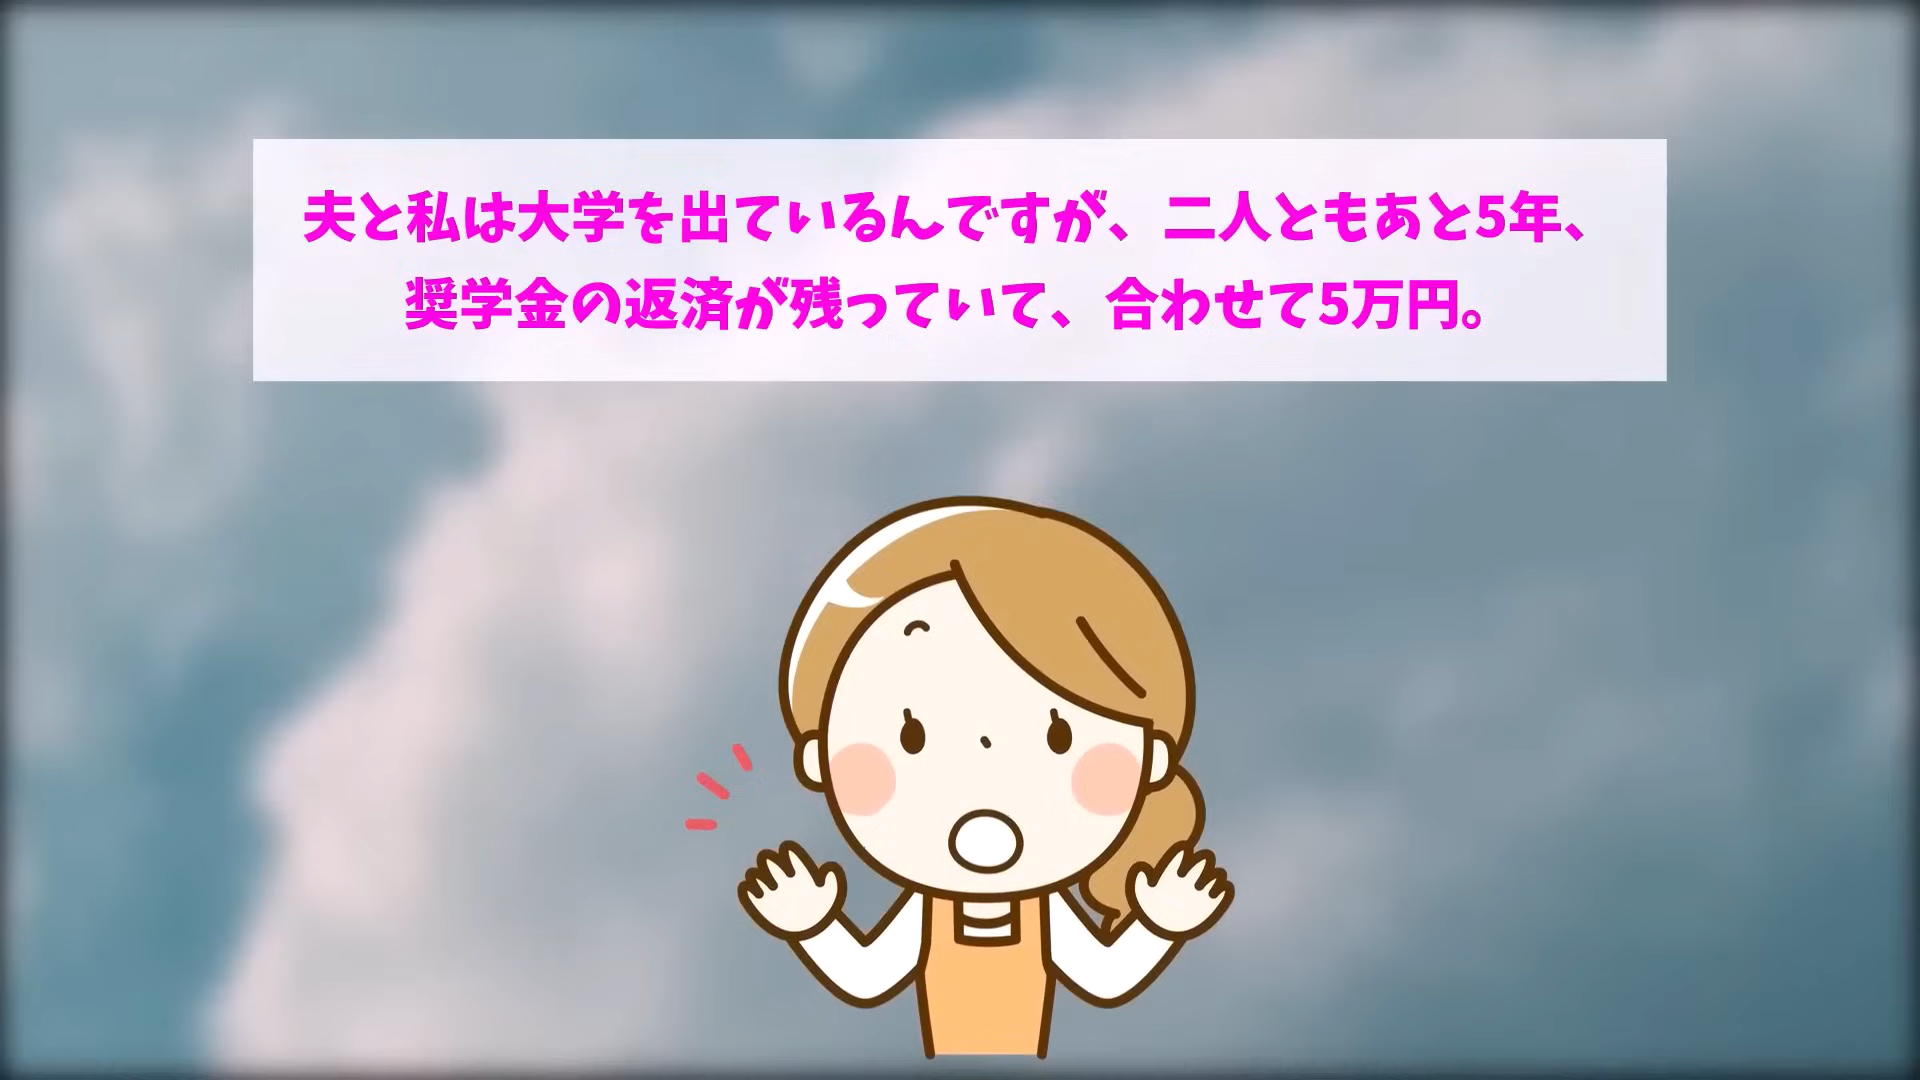 夫と私は大学を出ているんですが、二人ともあと5年、
奨学金の返済が残っていて、合わせて5万円。